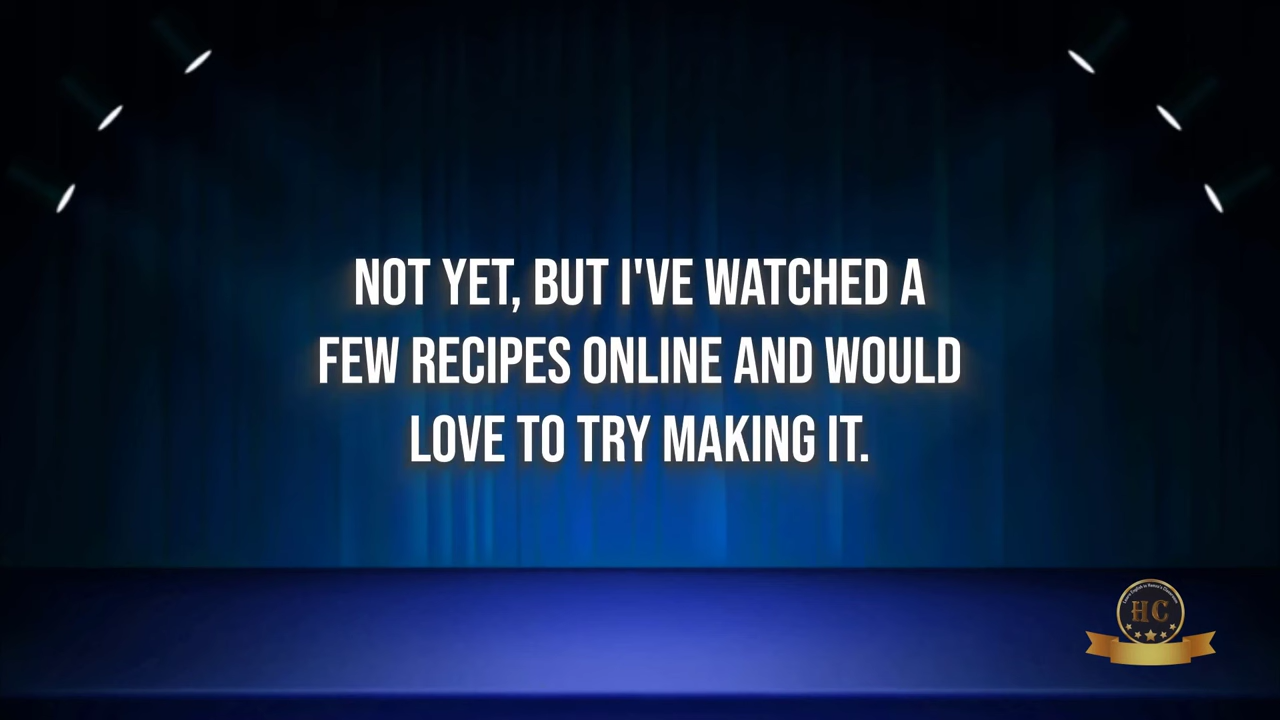 NOT YET, BUT I'VE WATCHED A
FEW RECIPES ONLINE AND WOULD
LOVE TO TRY MAKING IT.
HC